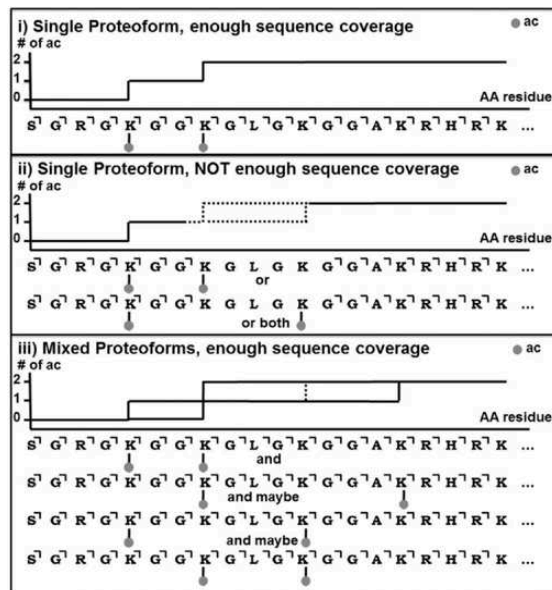 i) Single Proteoform, enough sequence coverage ac
# of ac
2
1
0
AA residue
S G R G K G G K G L G K G G A K R H R K ...
ii) Single Proteoform, NOT enough sequence coverage ac
# of ac
2
1
0
AA residue
S G R G K G G K G L G K G G A K R H R K ...
or
S G R G K G G K G L G K G G A K R H R K ...
or both
iii) Mixed Proteoforms, enough sequence coverage ac
# of ac
2
1
0
AA residue
S G R G K G G K G L G K G G A K R H R K ...
and
S G R G K G G K G L G K G G A K R H R K ...
and maybe
S G R G K G G K G L G K G G A K R H R K ...
and maybe
S G R G K G G K G L G K G G A K R H R K ...